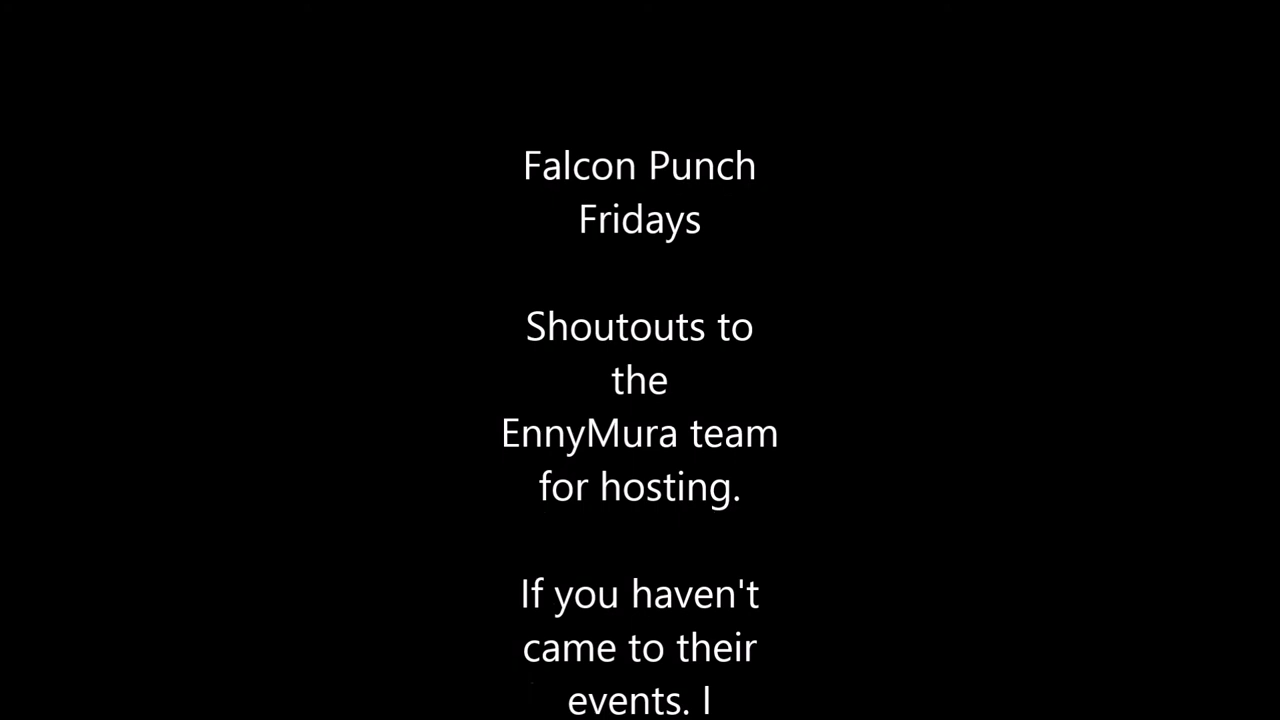 Falcon Punch
Fridays
Shoutouts to
the
EnnyMura team
for hosting.
If you haven't
came to their
events. I